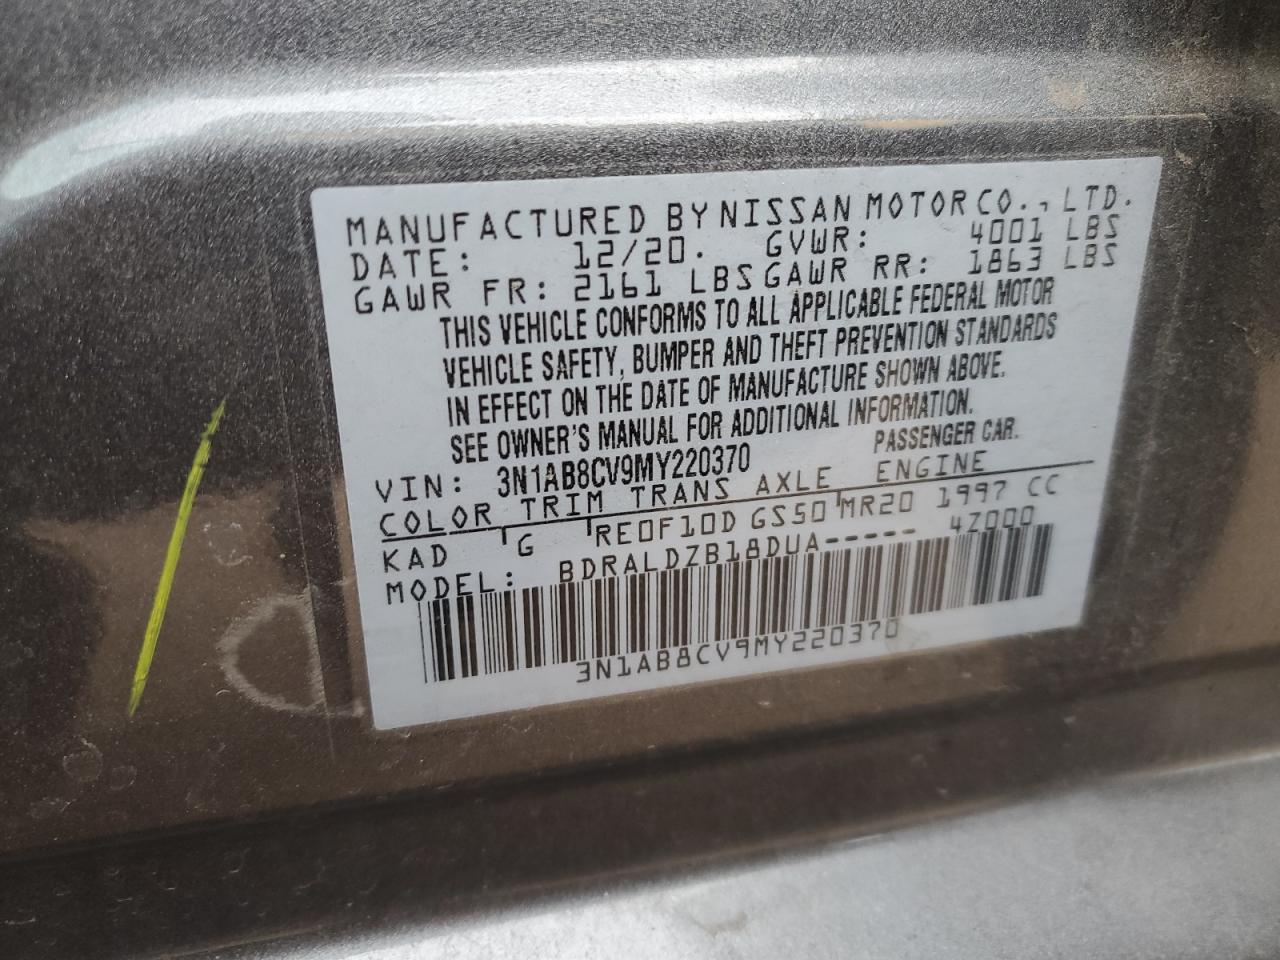 MANUFACTURED BY NISSAN MOTOR CO., LTD.
DATE: 12/20. GVWR: 4001 LBS
GAWR FR: 2161 LBS GAWR RR: 1863 LBS
THIS VEHICLE CONFORMS TO ALL APPLICABLE FEDERAL MOTOR
VEHICLE SAFETY, BUMPER AND THEFT PREVENTION STANDARDS
IN EFFECT ON THE DATE OF MANUFACTURE SHOWN ABOVE.
SEE OWNER'S MANUAL FOR ADDITIONAL INFORMATION.
VIN: 3N1AB8CV9MY220370 PASSENGER CAR.
COLOR TRIM TRANS AXLE ENGINE
KAD G RE0F10D GS50 MR20 1997 CC
MODEL: BDRALDZB18DUA----- 4Z000
3N1AB8CV9MY220370